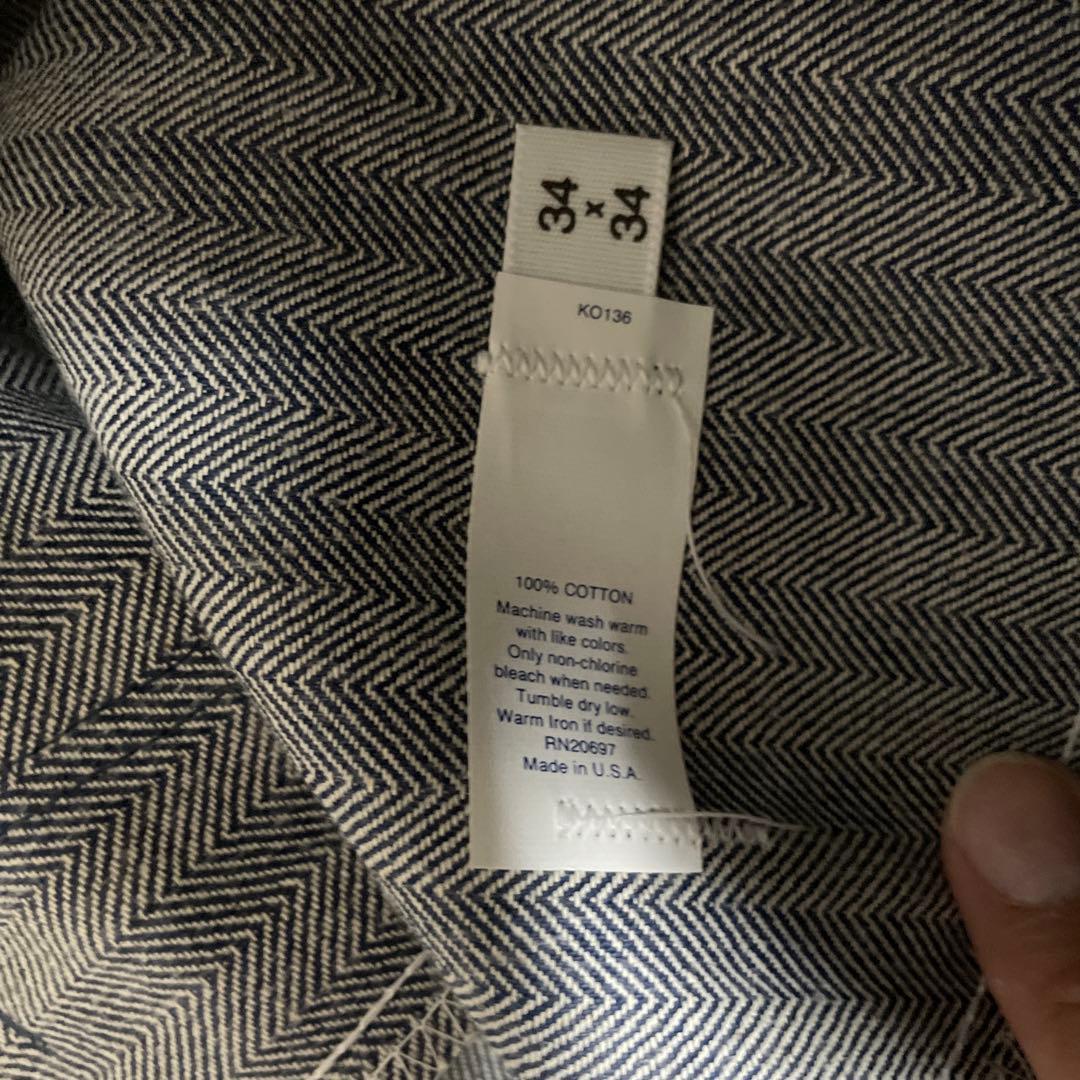 34
x
34
KO136
100% COTTON
Machine wash warm
with like colors.
Only non-chlorine
bleach when needed.
Tumble dry low.
Warm Iron if desired.
RN20697
Made in U.S.A.